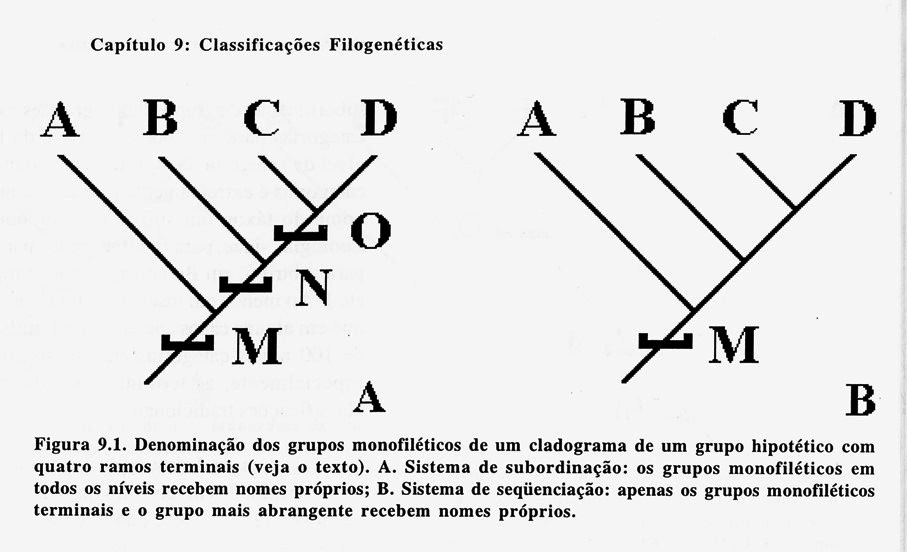 Capítulo 9: Classificações Filogenéticas
A B C D
A B C D
O
N
M
M
A
B
Figura 9.1. Denominação dos grupos monofiléticos de um cladograma de um grupo hipotético com
quatro ramos terminais (veja o texto). A. Sistema de subordinação: os grupos monofiléticos em
todos os níveis recebem nomes próprios; B. Sistema de seqüenciação: apenas os grupos monofiléticos
terminais e o grupo mais abrangente recebem nomes próprios.